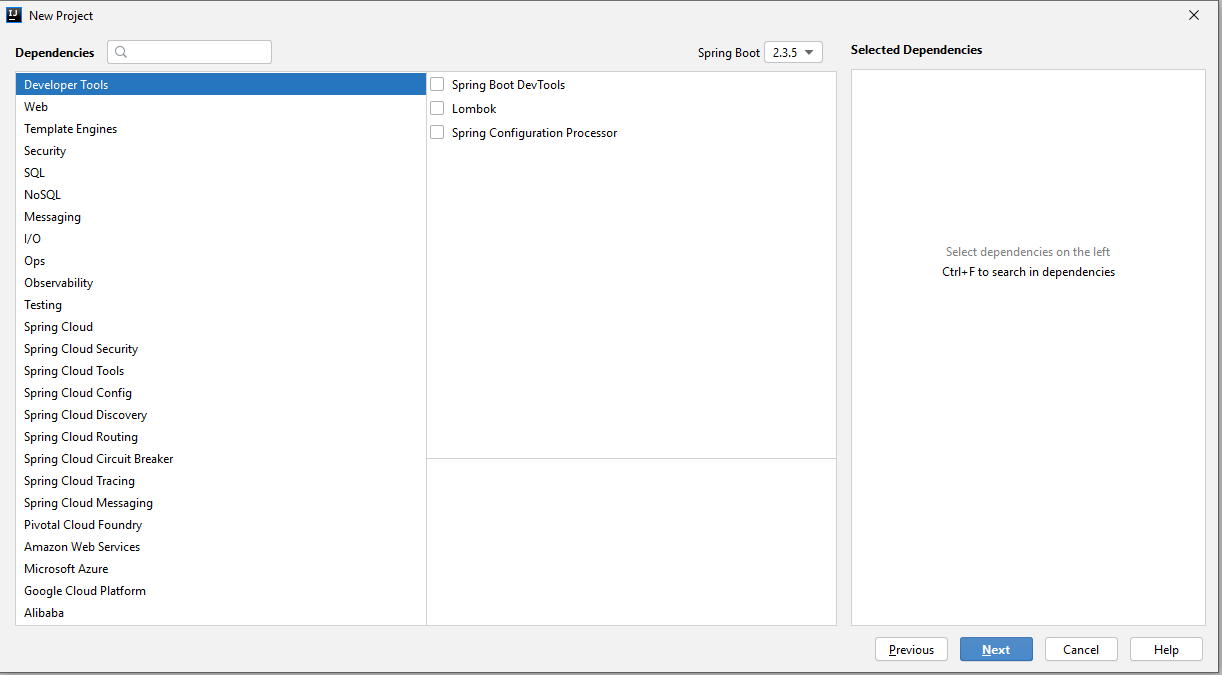 New Project
Dependencies
Spring Boot 2.3.5
Selected Dependencies
Developer Tools
Web
Template Engines
Security
SQL
NoSQL
Messaging
I/O
Ops
Observability
Testing
Spring Cloud
Spring Cloud Security
Spring Cloud Tools
Spring Cloud Config
Spring Cloud Discovery
Spring Cloud Routing
Spring Cloud Circuit Breaker
Spring Cloud Tracing
Spring Cloud Messaging
Pivotal Cloud Foundry
Amazon Web Services
Microsoft Azure
Google Cloud Platform
Alibaba
Spring Boot DevTools
Lombok
Spring Configuration Processor
Select dependencies on the left
Ctrl+F to search in dependencies
Previous
Next
Cancel
Help